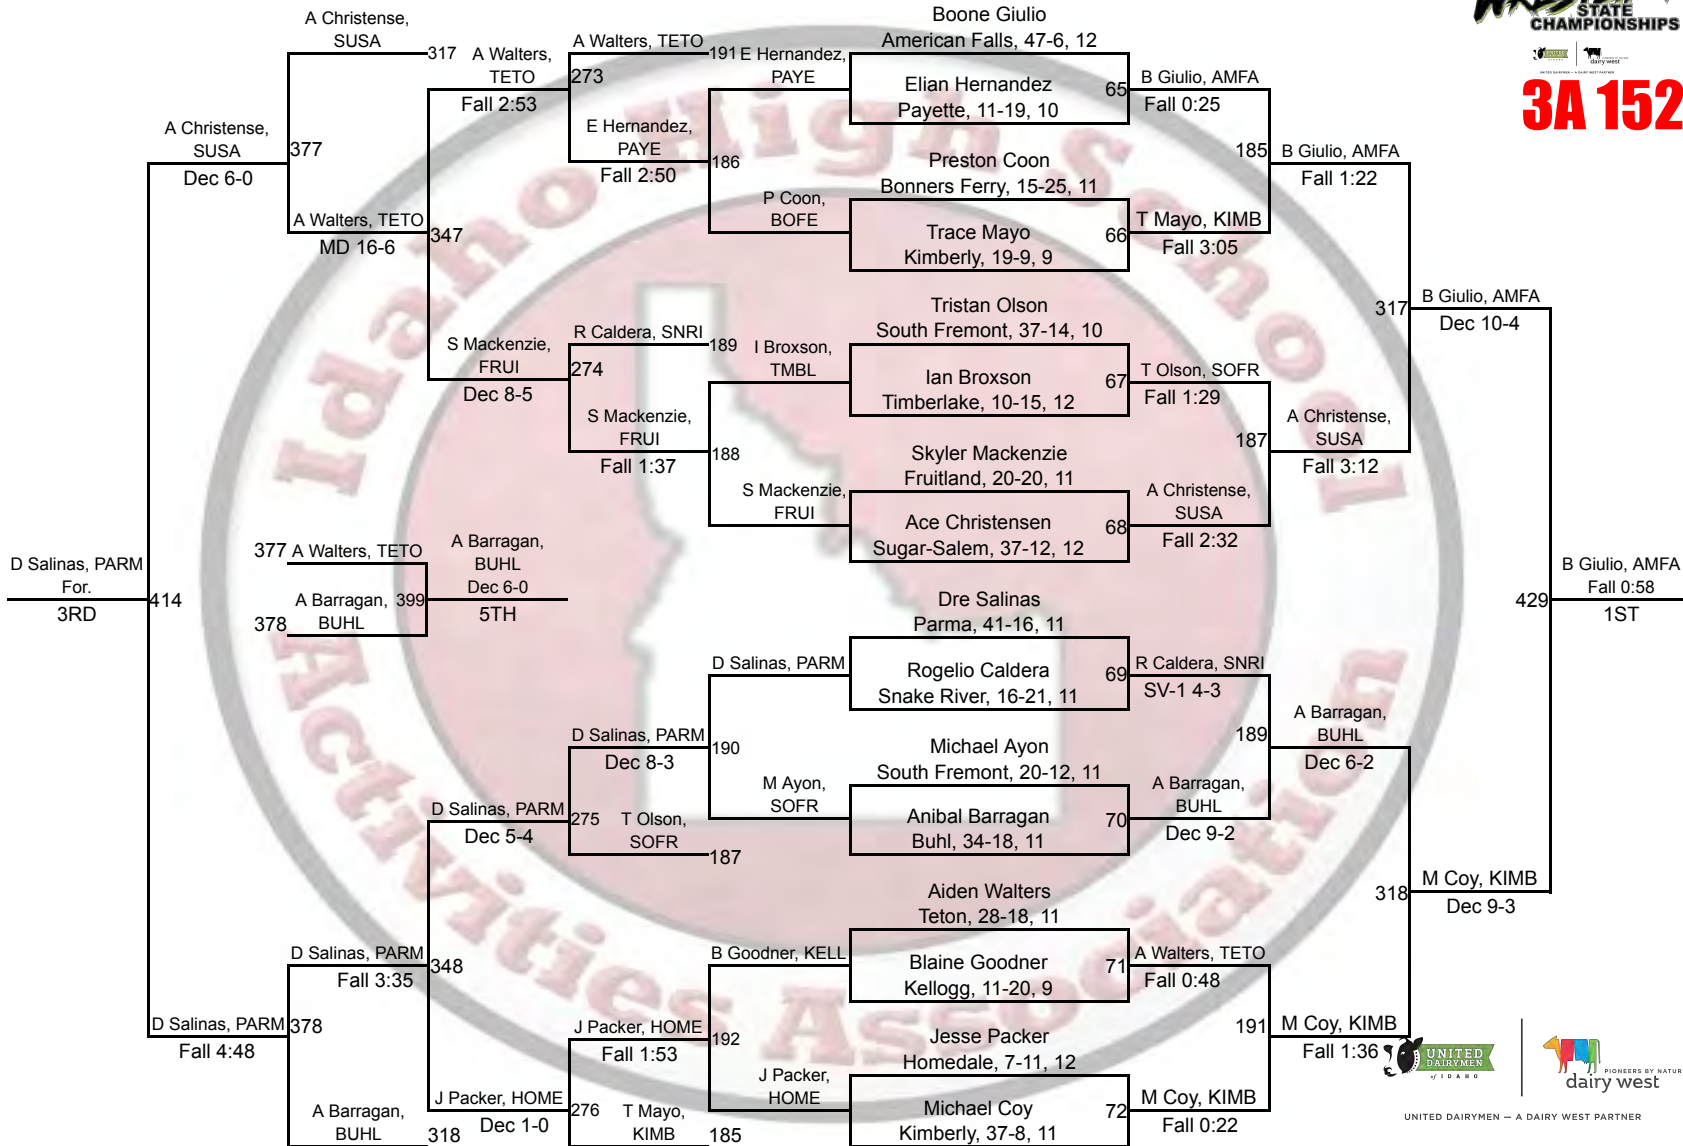 STATE
CHAMPIONSHIPS
dairy west
UNITED DAIRYMEN — A DAIRY WEST PARTNER
3A 152
Idaho High School
Activities Association
A Christense,
SUSA
317
A Walters,
TETO
Fall 2:53
A Walters, TETO
191
273
E Hernandez,
PAYE
Boone Giulio
American Falls, 47-6, 12
Elian Hernandez
Payette, 11-19, 10
65
B Giulio, AMFA
Fall 0:25
A Christense,
SUSA
Dec 6-0
377
E Hernandez,
PAYE
Fall 2:50
186
Preston Coon
Bonners Ferry, 15-25, 11
185
B Giulio, AMFA
Fall 1:22
A Walters, TETO
MD 16-6
347
P Coon,
BOFE
Trace Mayo
Kimberly, 19-9, 9
66
T Mayo, KIMB
Fall 3:05
Tristan Olson
South Fremont, 37-14, 10
317
B Giulio, AMFA
Dec 10-4
S Mackenzie,
FRUI
Dec 8-5
R Caldera, SNRI
189
274
I Broxson,
TMBL
Ian Broxson
Timberlake, 10-15, 12
67
T Olson, SOFR
Fall 1:29
S Mackenzie,
FRUI
Fall 1:37
188
Skyler Mackenzie
Fruitland, 20-20, 11
187
A Christense,
SUSA
Fall 3:12
S Mackenzie,
FRUI
Ace Christensen
Sugar-Salem, 37-12, 12
68
A Christense,
SUSA
Fall 2:32
D Salinas, PARM
For.
3RD
414
377
A Walters, TETO
378
A Barragan,
BUHL
399
A Barragan,
BUHL
Dec 6-0
5TH
Dre Salinas
Parma, 41-16, 11
429
B Giulio, AMFA
Fall 0:58
1ST
D Salinas, PARM
Rogelio Caldera
Snake River, 16-21, 11
69
R Caldera, SNRI
SV-1 4-3
D Salinas, PARM
Dec 8-3
190
Michael Ayon
South Fremont, 20-12, 11
189
A Barragan,
BUHL
Dec 6-2
D Salinas, PARM
Dec 5-4
275
T Olson,
SOFR
187
M Ayon,
SOFR
Anibal Barragan
Buhl, 34-18, 11
70
A Barragan,
BUHL
Dec 9-2
Aiden Walters
Teton, 28-18, 11
318
M Coy, KIMB
Dec 9-3
D Salinas, PARM
Fall 3:35
348
B Goodner, KELL
Blaine Goodner
Kellogg, 11-20, 9
71
A Walters, TETO
Fall 0:48
D Salinas, PARM
Fall 4:48
378
J Packer, HOME
Fall 1:53
192
Jesse Packer
Homedale, 7-11, 12
191
M Coy, KIMB
Fall 1:36
A Barragan,
BUHL
318
J Packer, HOME
Dec 1-0
276
T Mayo,
KIMB
185
J Packer,
HOME
Michael Coy
Kimberly, 37-8, 11
72
M Coy, KIMB
Fall 0:22
UNITED
DAIRYMEN
of IDAHO
PIONEERS BY NATUR
dairy west
UNITED DAIRYMEN — A DAIRY WEST PARTNER